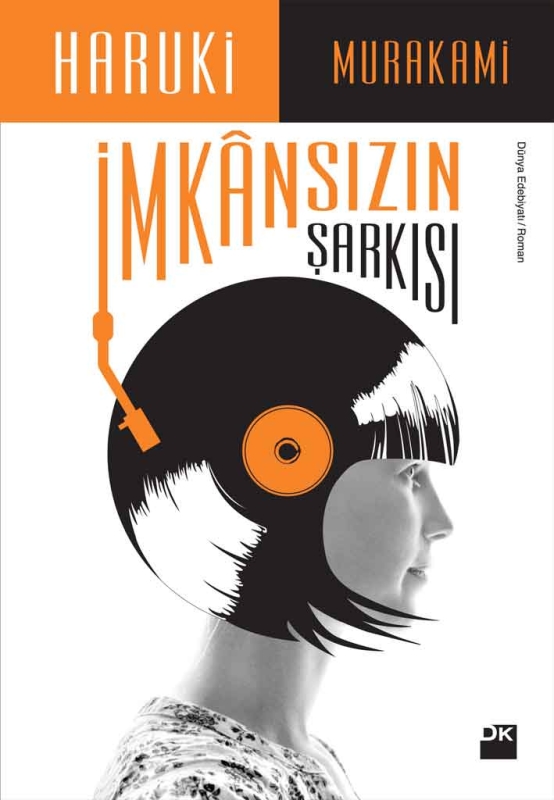 HARUKİ
MURAKAMİ
İMKÂNSIZIN
ŞARKISI
Dünya Edebiyatı / Roman
DK